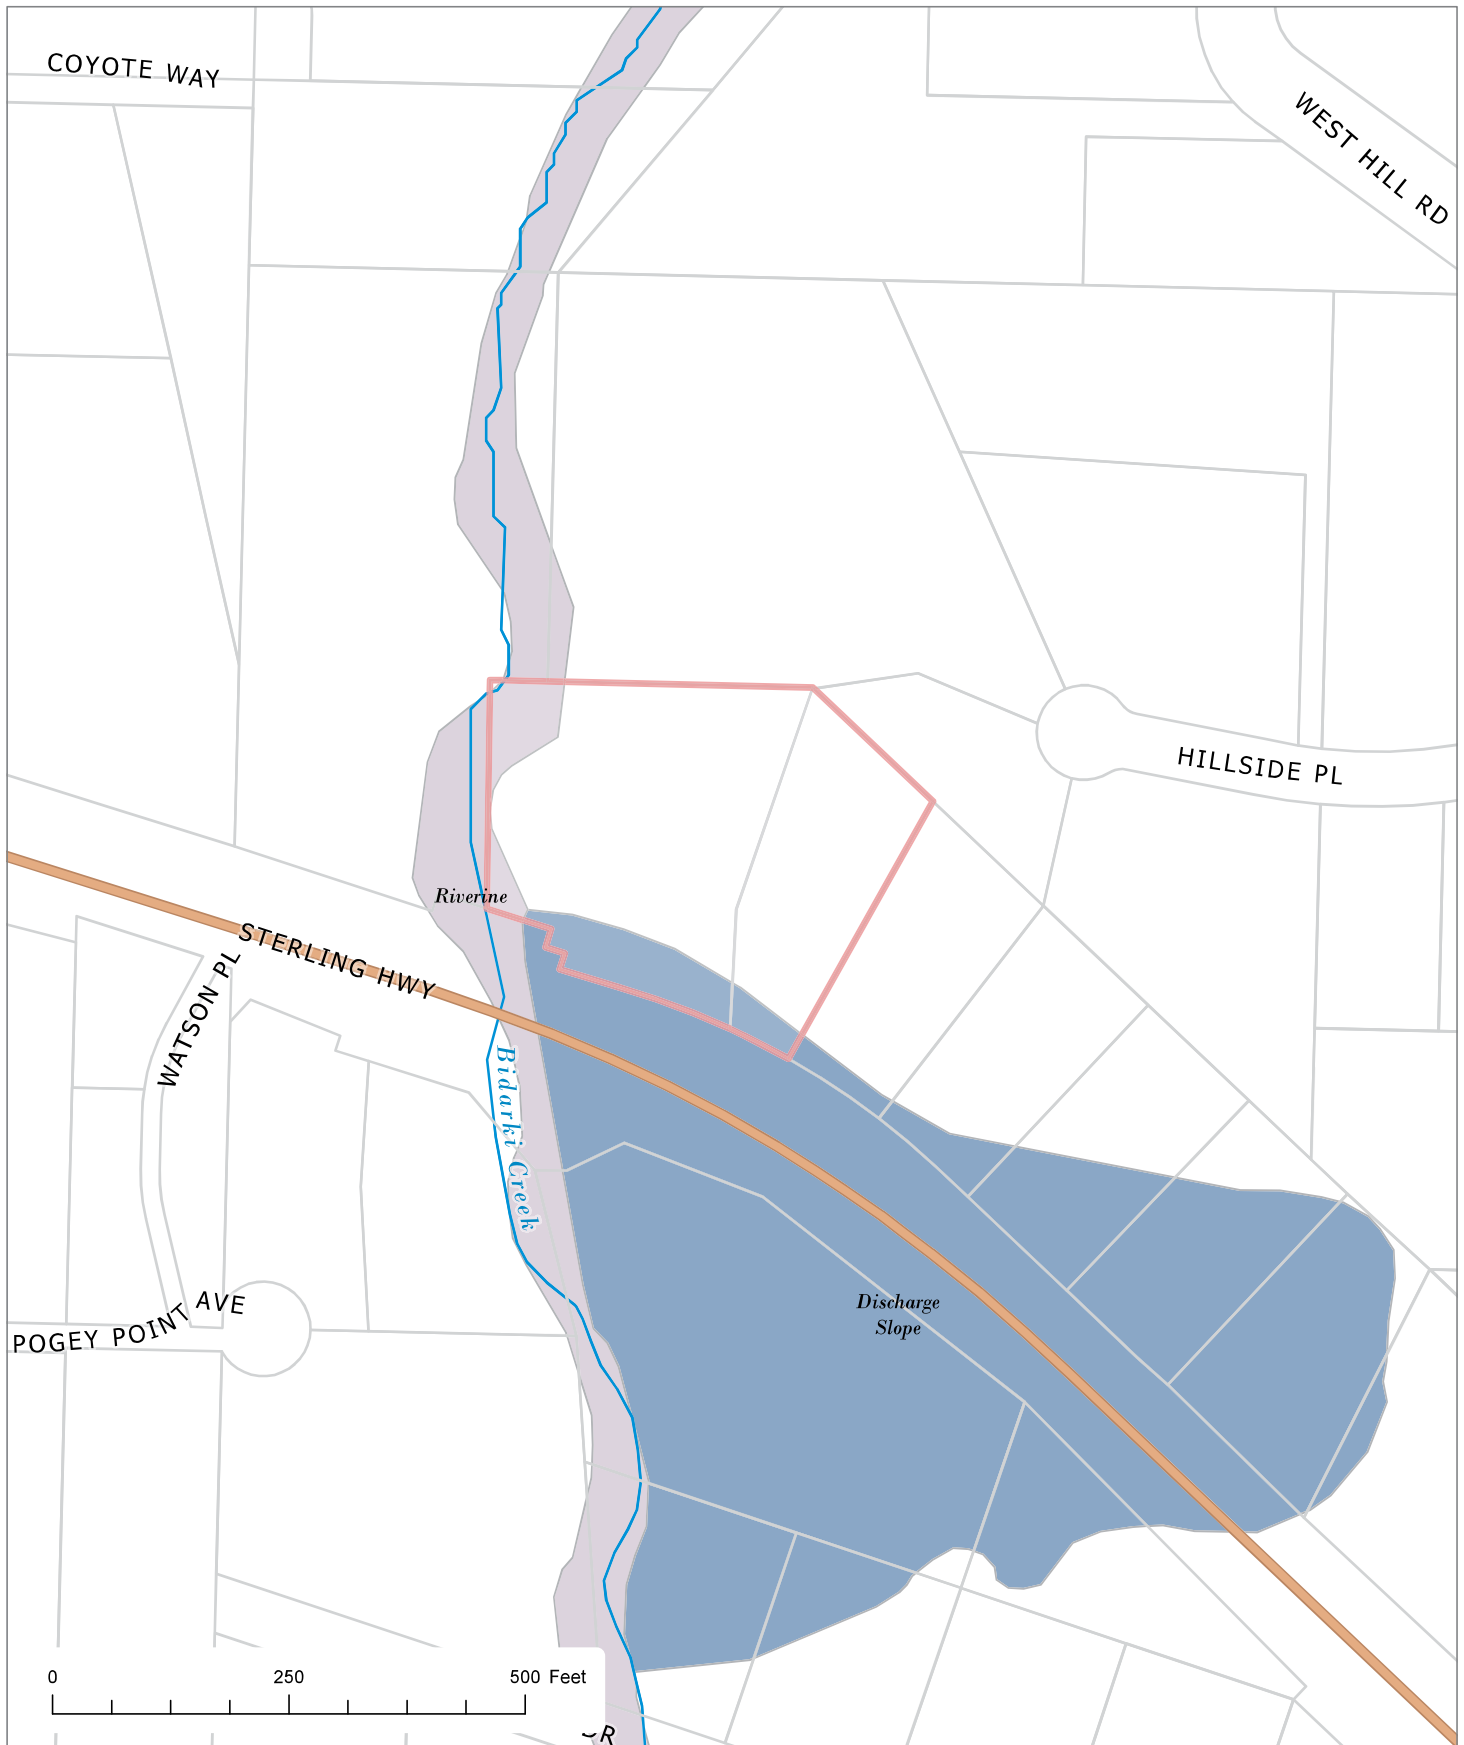 COYOTE WAY
WEST HILL RD
HILLSIDE PL
Riverine
STERLING HWY
WATSON PL
Bidarki Creek
Discharge
Slope
POGEY POINT AVE
0 250 500 Feet